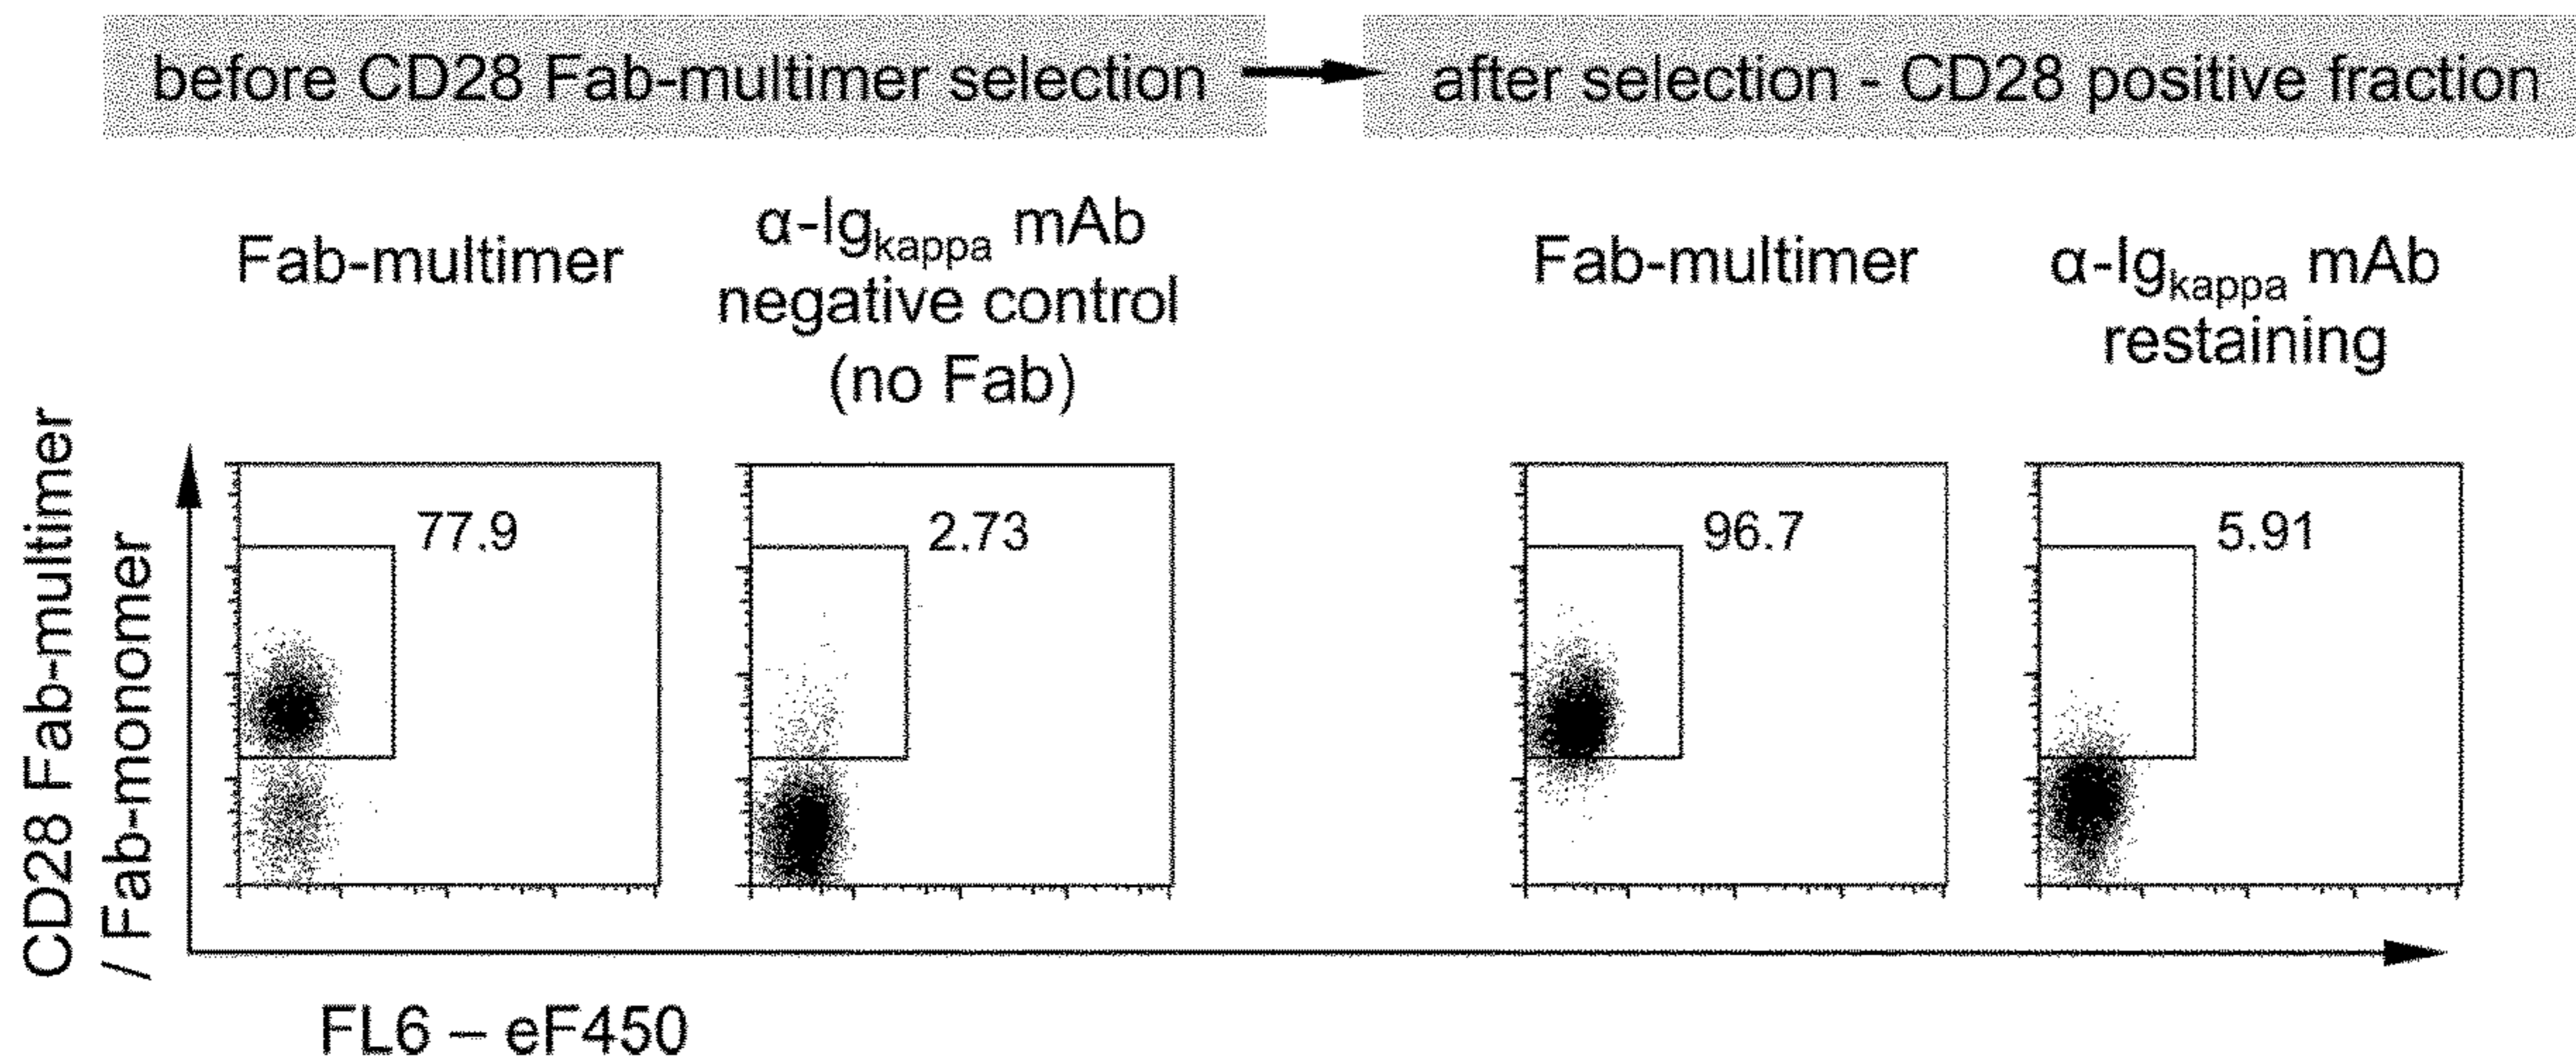 before CD28 Fab-multimer selection
after selection - CD28 positive fraction
Fab-multimer
α-Igkappa mAb
negative control
(no Fab)
Fab-multimer
α-Igkappa mAb
restaining
CD28 Fab-multimer
/ Fab-monomer
77.9
2.73
96.7
5.91
FL6 – eF450